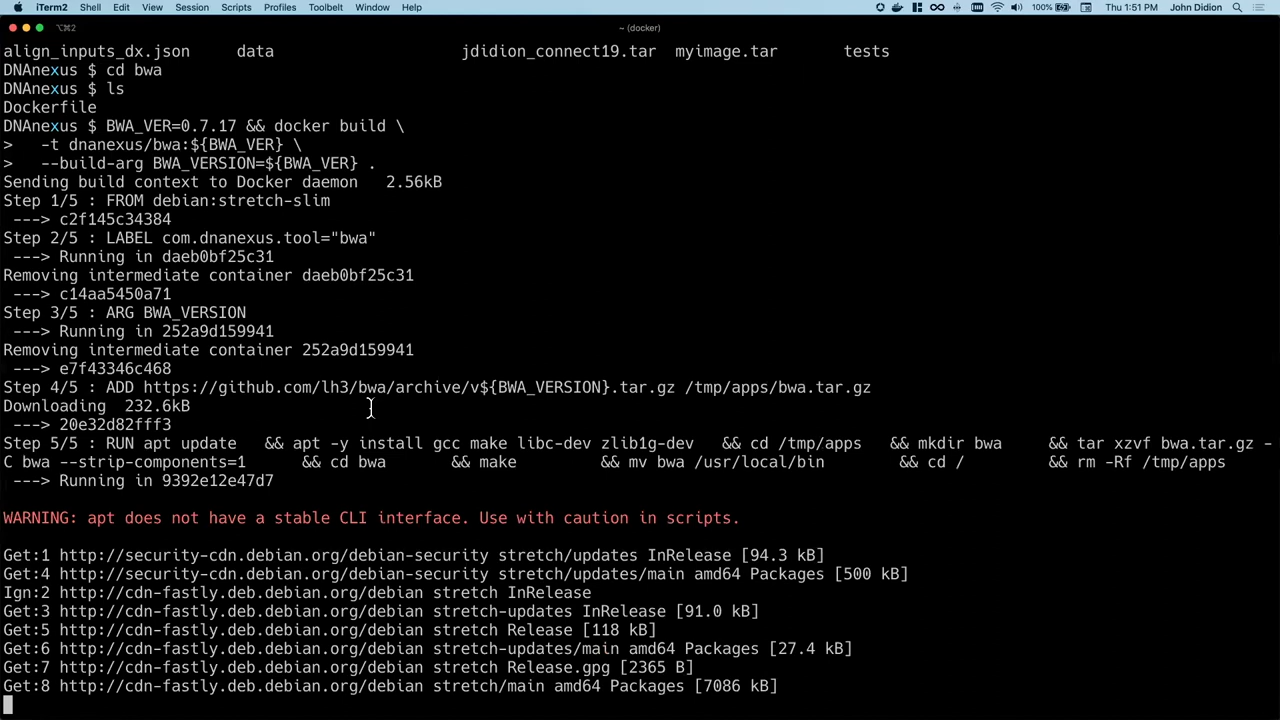 iTerm2 Shell Edit View Session Scripts Profiles Toolbelt Window Help 100% Thu 1:51 PM John Didion
⌥⌘2 ~ (docker)
align_inputs_dx.json data jdidion_connect19.tar myimage.tar tests
DNAnexus $ cd bwa
DNAnexus $ ls
Dockerfile
DNAnexus $ BWA_VER=0.7.17 && docker build \
> -t dnanexus/bwa:${BWA_VER} \
> --build-arg BWA_VERSION=${BWA_VER} .
Sending build context to Docker daemon 2.56kB
Step 1/5 : FROM debian:stretch-slim
---> c2f145c34384
Step 2/5 : LABEL com.dnanexus.tool="bwa"
---> Running in daeb0bf25c31
Removing intermediate container daeb0bf25c31
---> c14aa5450a71
Step 3/5 : ARG BWA_VERSION
---> Running in 252a9d159941
Removing intermediate container 252a9d159941
---> e7f43346c468
Step 4/5 : ADD https://github.com/lh3/bwa/archive/v${BWA_VERSION}.tar.gz /tmp/apps/bwa.tar.gz
Downloading 232.6kB
---> 20e32d82fff3
Step 5/5 : RUN apt update && apt -y install gcc make libc-dev zlib1g-dev && cd /tmp/apps && mkdir bwa && tar xzvf bwa.tar.gz -
C bwa --strip-components=1 && cd bwa && make && mv bwa /usr/local/bin && cd / && rm -Rf /tmp/apps
---> Running in 9392e12e47d7
WARNING: apt does not have a stable CLI interface. Use with caution in scripts.
Get:1 http://security-cdn.debian.org/debian-security stretch/updates InRelease [94.3 kB]
Get:4 http://security-cdn.debian.org/debian-security stretch/updates/main amd64 Packages [500 kB]
Ign:2 http://cdn-fastly.deb.debian.org/debian stretch InRelease
Get:3 http://cdn-fastly.deb.debian.org/debian stretch-updates InRelease [91.0 kB]
Get:5 http://cdn-fastly.deb.debian.org/debian stretch Release [118 kB]
Get:6 http://cdn-fastly.deb.debian.org/debian stretch-updates/main amd64 Packages [27.4 kB]
Get:7 http://cdn-fastly.deb.debian.org/debian stretch Release.gpg [2365 B]
Get:8 http://cdn-fastly.deb.debian.org/debian stretch/main amd64 Packages [7086 kB]